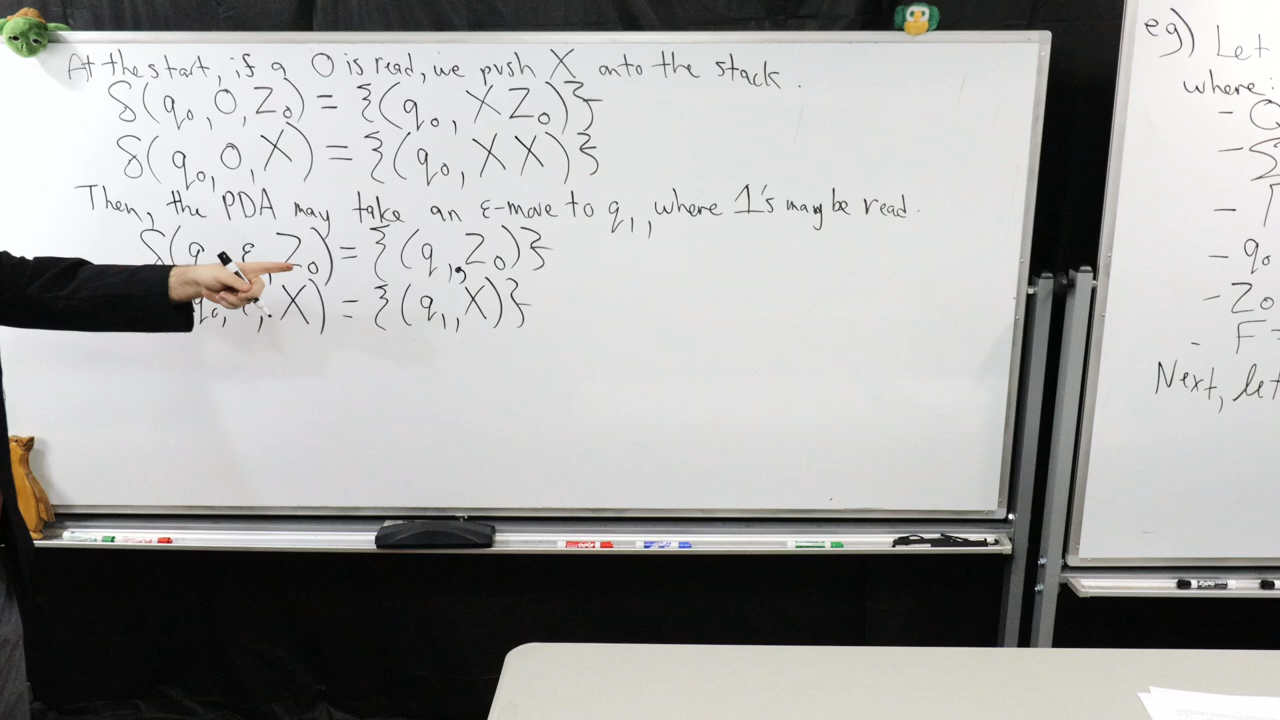 At the start, if a 0 is read, we push X onto the stack.
δ(q₀, 0, Z₀) = {(q₀, XZ₀)}
δ(q₀, 0, X) = {(q₀, XX)}
Then, the PDA may take an ε-move to q₁, where 1's may be read.
δ(q , ε, Z₀) = {(q₁, Z₀)}
q₀, ε, X) = {(q₁, X)}
eg) Let
where:
- Q
- Σ
- Γ
- q₀
- Z₀
- F =
Next, let